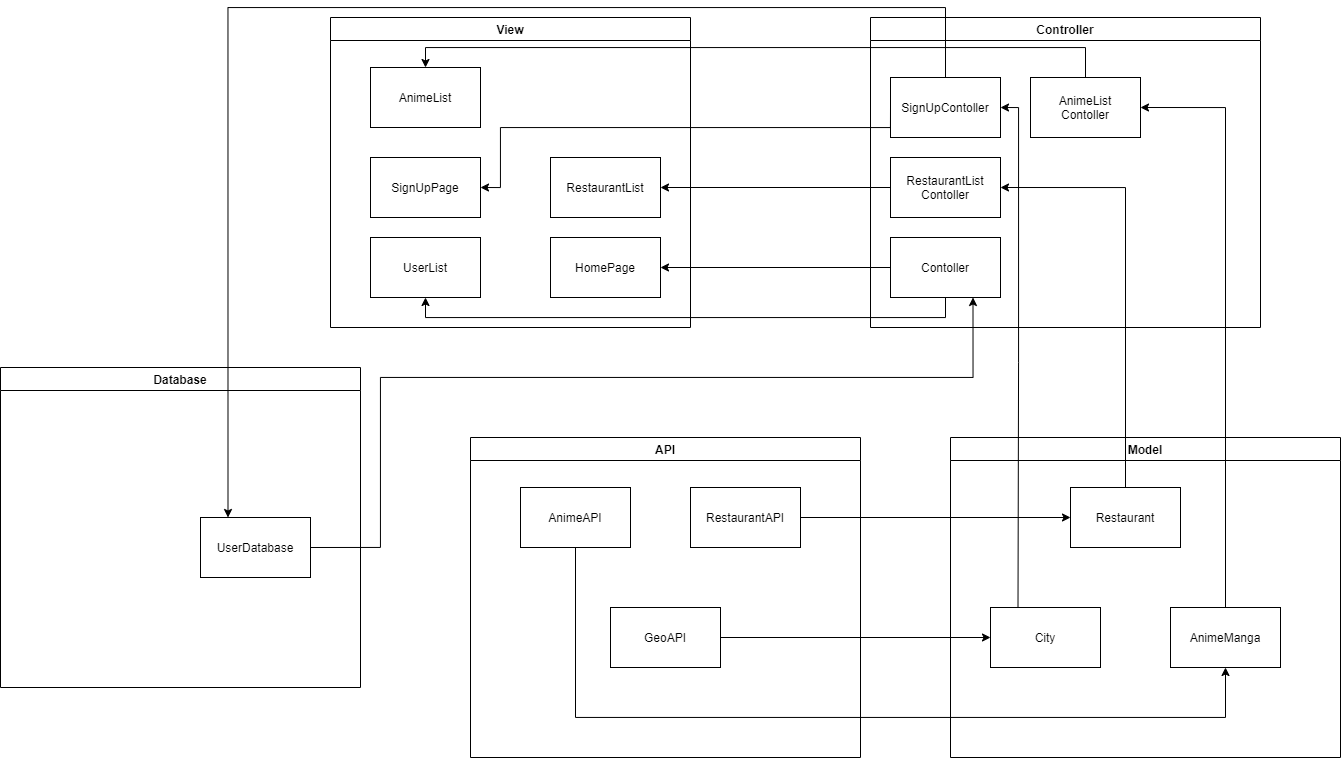 View
Controller
AnimeList
SignUpContoller
AnimeList
Contoller
SignUpPage
RestaurantList
RestaurantList
Contoller
UserList
HomePage
Contoller
Database
API
Model
AnimeAPI
RestaurantAPI
Restaurant
UserDatabase
GeoAPI
City
AnimeManga